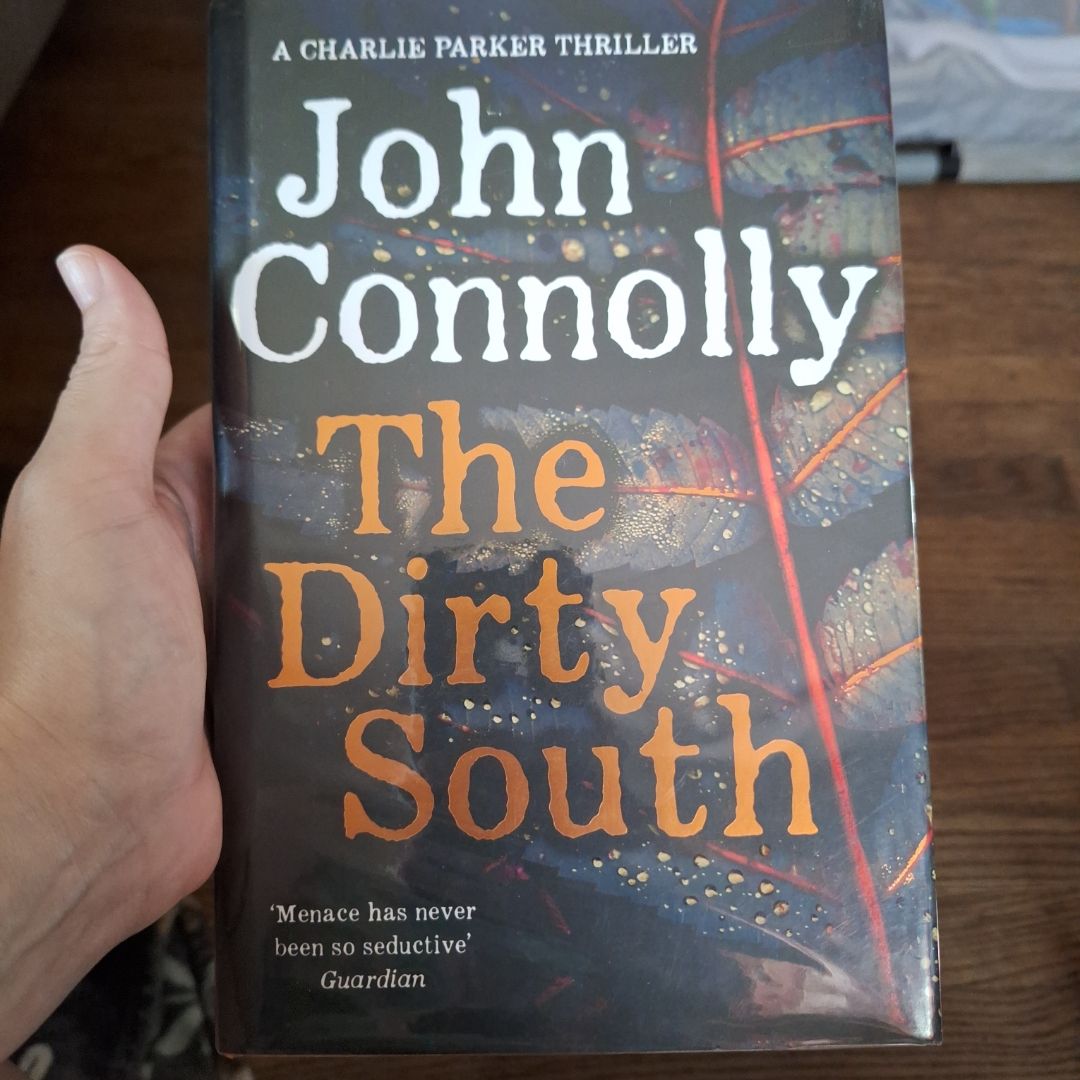 A CHARLIE PARKER THRILLER
John
Connolly
The
Dirty
South
‘Menace has never
been so seductive’
Guardian